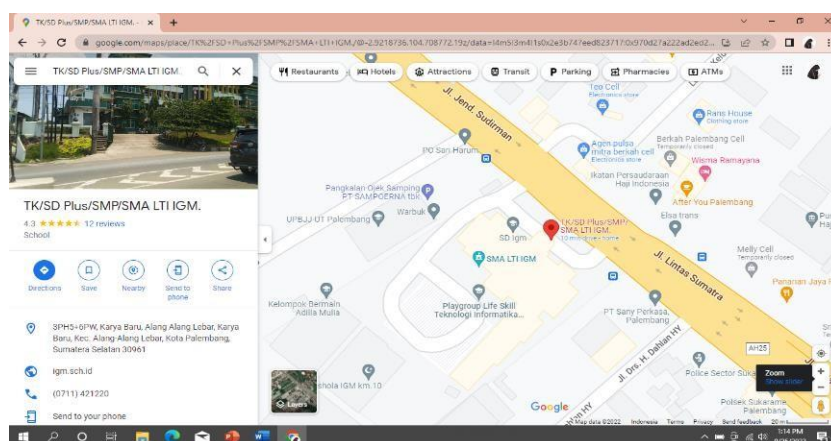 TK/SD Plus/SMP/SMA LTI IGM. -
google.com/maps/place/TK%2FSD+Plus%2FSMP%2FSMA+LTI+IGM./@-2.9218736,104.708772,19z/
TK/SD Plus/SMP/SMA LTI IGM.
Restaurants
Hotels
Attractions
Transit
Parking
Pharmacies
ATMs
TK/SD Plus/SMP/SMA LTI IGM.
4.3 12 reviews
School
Directions
Save
Nearby
Send to phone
Share
3PH5+6PW, Karya Baru, Alang Alang Lebar, Karya
Baru, Kec. Alang-Alang Lebar, Kota Palembang,
Sumatera Selatan 30961
igm.sch.id
(0711) 421220
Send to your phone
Jl. Jend. Sudirman
Teo Cell
Electronics store
Rans House
Clothing store
Agen pulsa
mitra berkah cell
Electronics store
Berkah Palembang Cell
Temporarily closed
PO San Harum
Wisma Ramayana
Ikatan Persaudaraan
Haji Indonesia
Pangkalan Ojek Samping
PT SAMPOERNA tbk
After You Palembang
UPBJJ-UT Palembang
Warbuk
Elsa trans
TK/SD Plus/SMP/
SMA LTI IGM.
10 min drive - home
SD Igm
SMA LTI IGM
Melly Cell
Temporarily closed
Jl. Lintas Sumatra
Panaman Jaya
Kelompok Bermain
Adilla Mulia
Playgroup Life Skill
Teknologi Informatika...
PT Sany Perkasa,
Palembang
Jl. Drs. H. Dahlan HY
AH25
Police Sector
Zoom
Show slider
shola IGM km.10
Layers
Google
Polsek Sukarame,
Palembang
Map data ©2022 Indonesia Terms Privacy Send feedback 20 m
1:14 PM